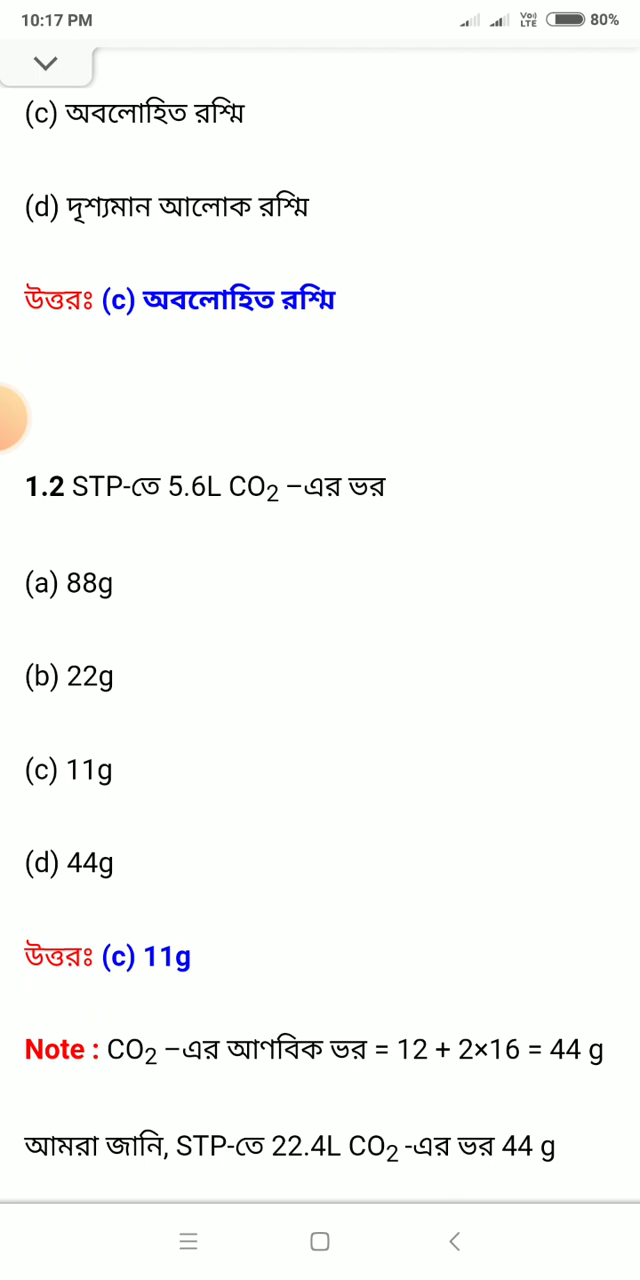 10:17 PM
Vo) LTE 80%
(c) অবলোহিত রশ্মি
(d) দৃশ্যমান আলোক রশ্মি
উত্তরঃ (c) অবলোহিত রশ্মি
1.2 STP-তে 5.6L CO₂ –এর ভর
(a) 88g
(b) 22g
(c) 11g
(d) 44g
উত্তরঃ (c) 11g
Note : CO₂ –এর আণবিক ভর = 12 + 2×16 = 44 g
আমরা জানি, STP-তে 22.4L CO₂ -এর ভর 44 g